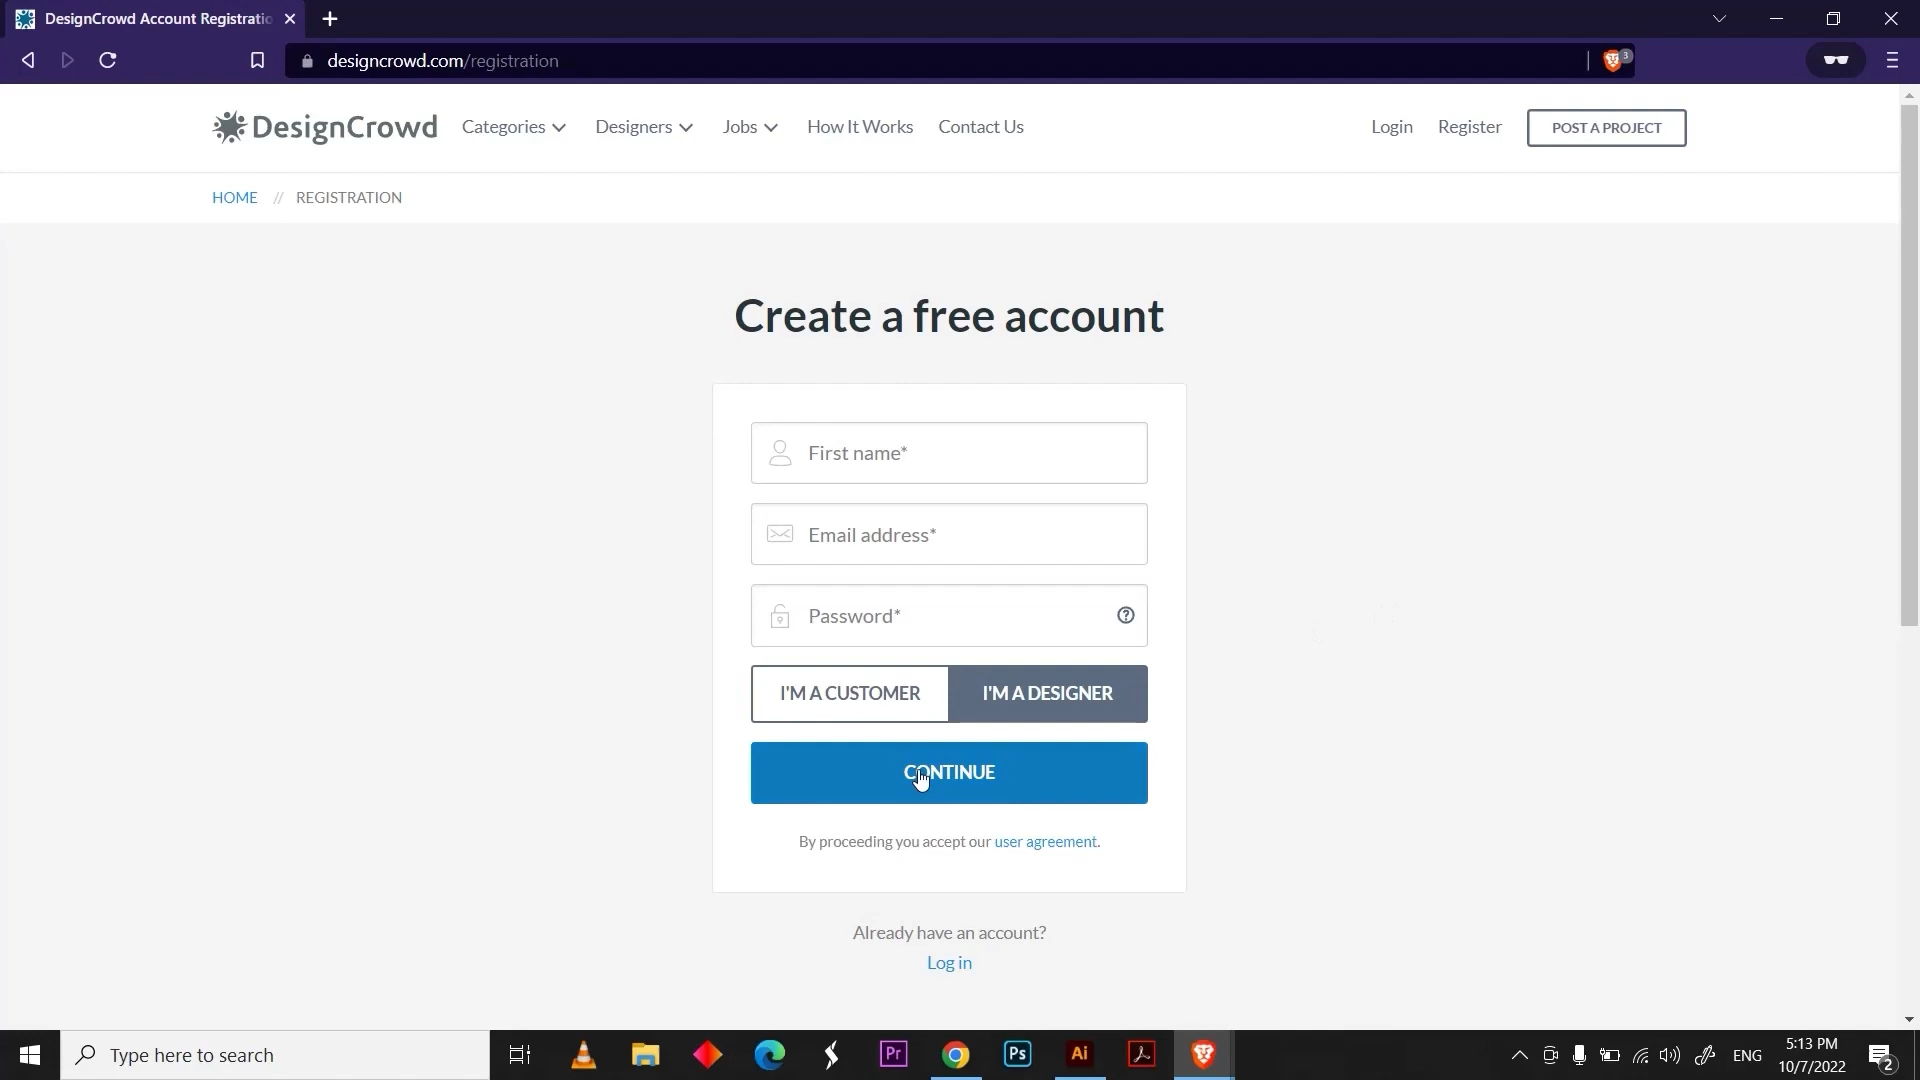 DesignCrowd Account Registratio
designcrowd.com/registration
3
DesignCrowd Categories Designers Jobs How It Works Contact Us Login Register POST A PROJECT
HOME // REGISTRATION
Create a free account
First name*
Email address*
Password*
I'M A CUSTOMER I'M A DESIGNER
CONTINUE
By proceeding you accept our user agreement.
Already have an account?
Log in
Type here to search Pr Ps Ai ENG 5:13 PM
10/7/2022 2